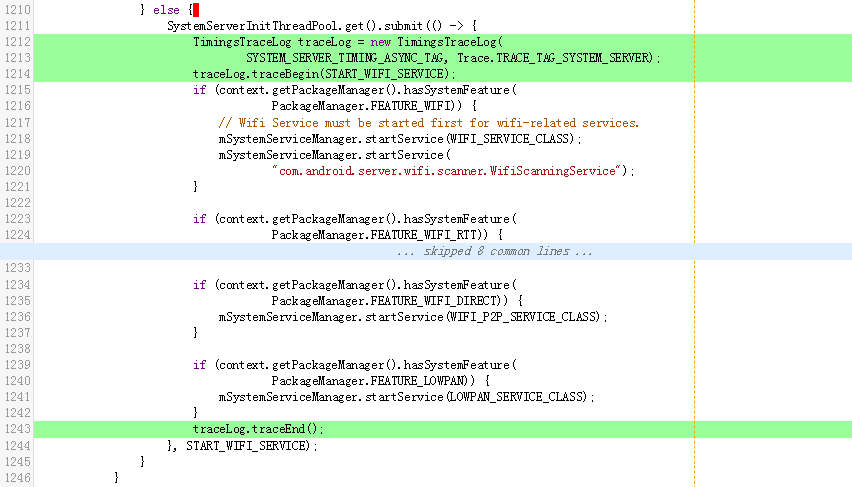 1210 } else {
1211 SystemServerInitThreadPool.get().submit(() -> {
1212 TimingsTraceLog traceLog = new TimingsTraceLog(
1213 SYSTEM_SERVER_TIMING_ASYNC_TAG, Trace.TRACE_TAG_SYSTEM_SERVER);
1214 traceLog.traceBegin(START_WIFI_SERVICE);
1215 if (context.getPackageManager().hasSystemFeature(
1216 PackageManager.FEATURE_WIFI)) {
1217 // Wifi Service must be started first for wifi-related services.
1218 mSystemServiceManager.startService(WIFI_SERVICE_CLASS);
1219 mSystemServiceManager.startService(
1220 "com.android.server.wifi.scanner.WifiScanningService");
1221 }
1222
1223 if (context.getPackageManager().hasSystemFeature(
1224 PackageManager.FEATURE_WIFI_RTT)) {
... skipped 8 common lines ...
1233
1234 if (context.getPackageManager().hasSystemFeature(
1235 PackageManager.FEATURE_WIFI_DIRECT)) {
1236 mSystemServiceManager.startService(WIFI_P2P_SERVICE_CLASS);
1237 }
1238
1239 if (context.getPackageManager().hasSystemFeature(
1240 PackageManager.FEATURE_LOWPAN)) {
1241 mSystemServiceManager.startService(LOWPAN_SERVICE_CLASS);
1242 }
1243 traceLog.traceEnd();
1244 }, START_WIFI_SERVICE);
1245 }
1246 }